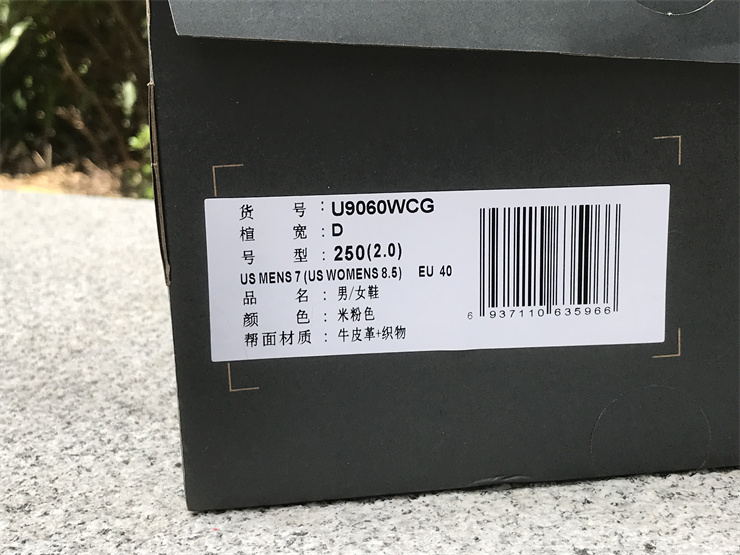 货 号 : U9060WCG
楦 宽 : D
号 型 : 250(2.0)
US MENS 7 (US WOMENS 8.5) EU 40
品 名 : 男/女鞋
颜 色 : 米粉色
帮面材质 : 牛皮革+织物
6 937110 635966